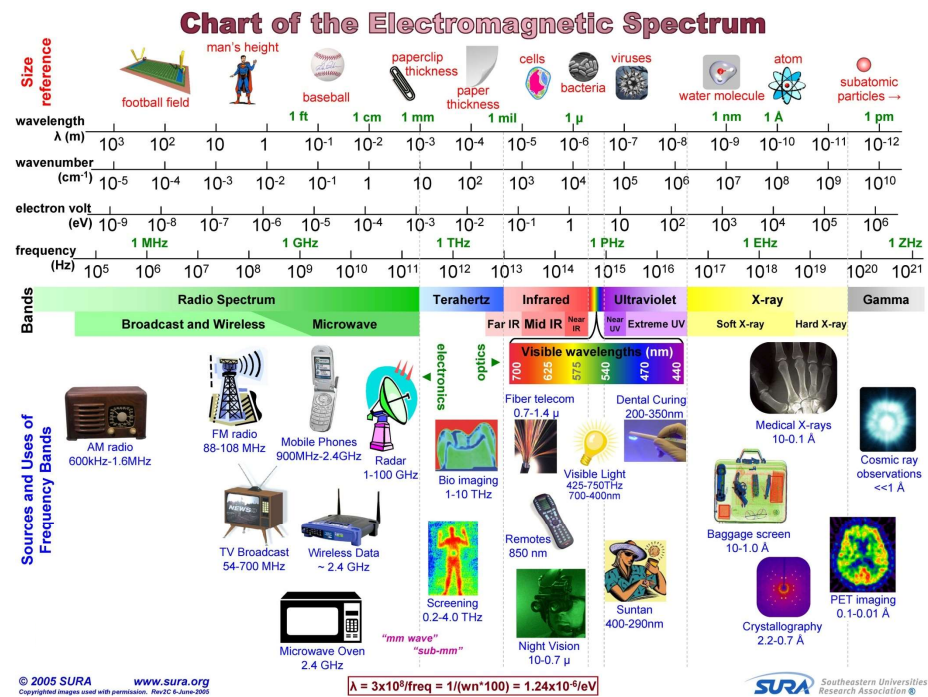 Chart of the Electromagnetic Spectrum
Size reference
football field
man's height
baseball
paperclip thickness
paper thickness
cells
bacteria
viruses
water molecule
atom
subatomic particles →
wavelength λ (m)
1 ft 1 cm 1 mm 1 mil 1 µ 1 nm 1 Å 1 pm
10³ 10² 10 1 10⁻¹ 10⁻² 10⁻³ 10⁻⁴ 10⁻⁵ 10⁻⁶ 10⁻⁷ 10⁻⁸ 10⁻⁹ 10⁻¹⁰ 10⁻¹¹ 10⁻¹²
wavenumber (cm⁻¹)
10⁻⁵ 10⁻⁴ 10⁻³ 10⁻² 10⁻¹ 1 10 10² 10³ 10⁴ 10⁵ 10⁶ 10⁷ 10⁸ 10⁹ 10¹⁰
electron volt (eV)
10⁻⁹ 10⁻⁸ 10⁻⁷ 10⁻⁶ 10⁻⁵ 10⁻⁴ 10⁻³ 10⁻² 10⁻¹ 1 10 10² 10³ 10⁴ 10⁵ 10⁶
frequency (Hz)
1 MHz 1 GHz 1 THz 1 PHz 1 EHz 1 ZHz
10⁵ 10⁶ 10⁷ 10⁸ 10⁹ 10¹⁰ 10¹¹ 10¹² 10¹³ 10¹⁴ 10¹⁵ 10¹⁶ 10¹⁷ 10¹⁸ 10¹⁹ 10²⁰ 10²¹
Bands
Radio Spectrum Terahertz Infrared Ultraviolet X-ray Gamma
Broadcast and Wireless Microwave Far IR Mid IR Near IR Near UV Extreme UV Soft X-ray Hard X-ray
electronics
optics
Visible wavelengths (nm)
700 625 575 540 470 440
Sources and Uses of Frequency Bands
AM radio
600kHz-1.6MHz
FM radio
88-108 MHz
Mobile Phones
900MHz-2.4GHz
Radar
1-100 GHz
TV Broadcast
54-700 MHz
NEWS
Wireless Data
~ 2.4 GHz
Microwave Oven
2.4 GHz
"mm wave"
"sub-mm"
Bio imaging
1-10 THz
Screening
0.2-4.0 THz
Fiber telecom
0.7-1.4 µ
Remotes
850 nm
Night Vision
10-0.7 µ
Visible Light
425-750THz
700-400nm
Dental Curing
200-350nm
Suntan
400-290nm
Medical X-rays
10-0.1 Å
Baggage screen
10-1.0 Å
Crystallography
2.2-0.7 Å
Cosmic ray
observations
<<1 Å
PET imaging
0.1-0.01 Å
© 2005 SURA www.sura.org
Copyrighted images used with permission. Rev2C 6-June-2005
λ = 3x10⁸/freq = 1/(wn*100) = 1.24x10⁻⁶/eV
SURA
Southeastern Universities
Research Association ®